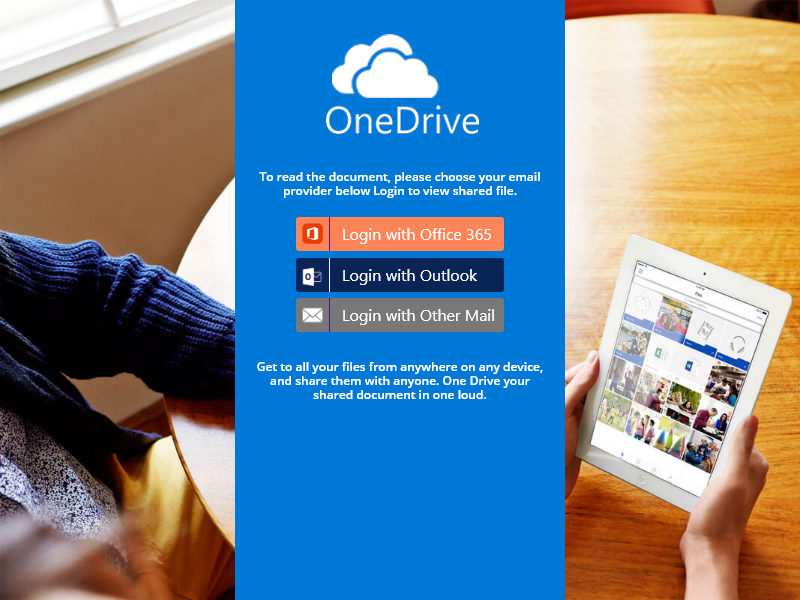 OneDrive
To read the document, please choose your email
provider below Login to view shared file.
Login with Office 365
Login with Outlook
Login with Other Mail
Get to all your files from anywhere on any device,
and share them with anyone. One Drive your
shared document in one loud.